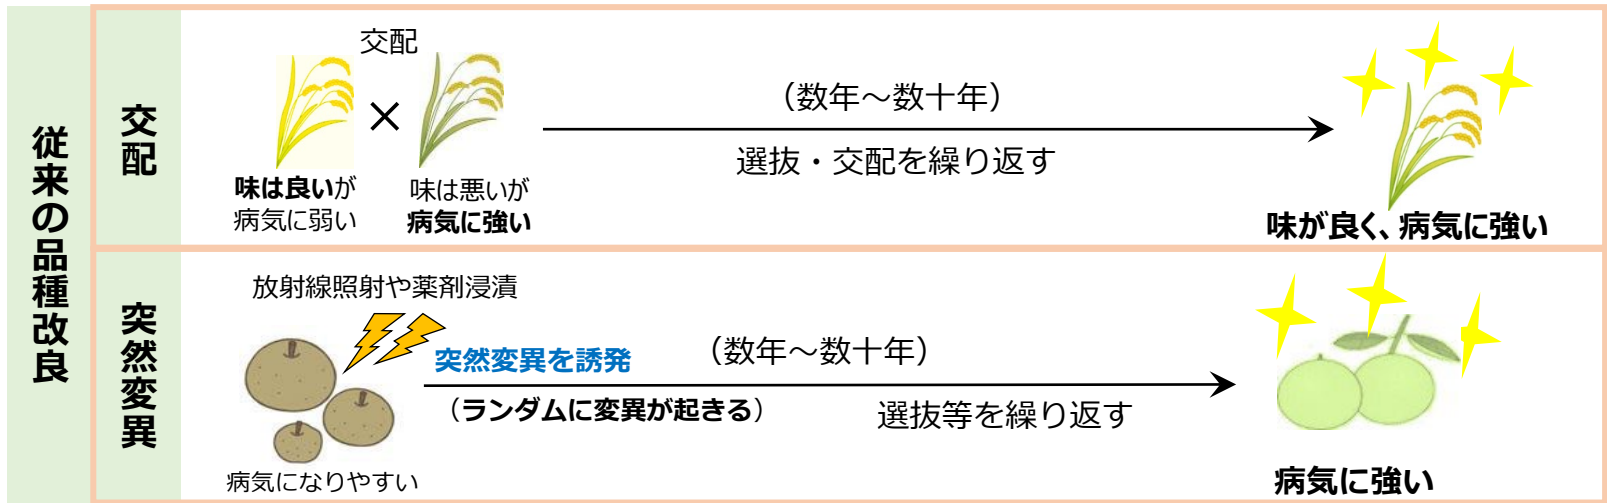 従来の品種改良
交配
交配
×
味は良いが
病気に弱い
味は悪いが
病気に強い
（数年～数十年）
選抜・交配を繰り返す
味が良く、病気に強い
突然変異
放射線照射や薬剤浸漬
病気になりやすい
突然変異を誘発
（ランダムに変異が起きる）
（数年～数十年）
選抜等を繰り返す
病気に強い